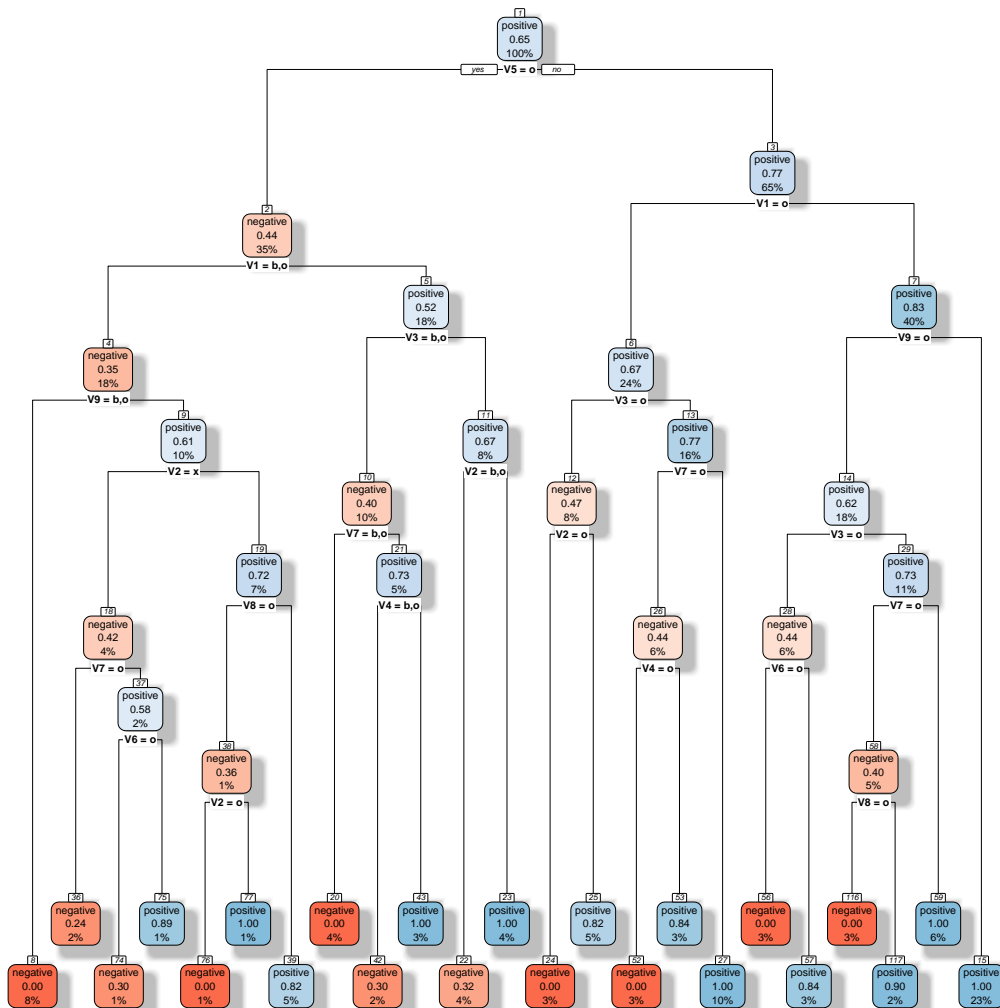 1
positive
0.65
100%
yes V5 = o no
3
positive
0.77
65%
V1 = o
2
negative
0.44
35%
V1 = b,o
5
positive
0.52
18%
V3 = b,o
7
positive
0.83
40%
V9 = o
4
negative
0.35
18%
V9 = b,o
6
positive
0.67
24%
V3 = o
9
positive
0.61
10%
V2 = x
11
positive
0.67
8%
V2 = b,o
13
positive
0.77
16%
V7 = o
10
negative
0.40
10%
V7 = b,o
12
negative
0.47
8%
V2 = o
14
positive
0.62
18%
V3 = o
19
positive
0.72
7%
V8 = o
21
positive
0.73
5%
V4 = b,o
29
positive
0.73
11%
V7 = o
18
negative
0.42
4%
V7 = o
26
negative
0.44
6%
V4 = o
28
negative
0.44
6%
V6 = o
37
positive
0.58
2%
V6 = o
38
negative
0.36
1%
V2 = o
58
negative
0.40
5%
V8 = o
36
negative
0.24
2%
75
positive
0.89
1%
77
positive
1.00
1%
20
negative
0.00
4%
43
positive
1.00
3%
23
positive
1.00
4%
25
positive
0.82
5%
53
positive
0.84
3%
56
negative
0.00
3%
116
negative
0.00
3%
59
positive
1.00
6%
8
negative
0.00
8%
74
negative
0.30
1%
76
negative
0.00
1%
39
positive
0.82
5%
42
negative
0.30
2%
22
negative
0.32
4%
24
negative
0.00
3%
52
negative
0.00
3%
27
positive
1.00
10%
57
positive
0.84
3%
117
positive
0.90
2%
15
positive
1.00
23%